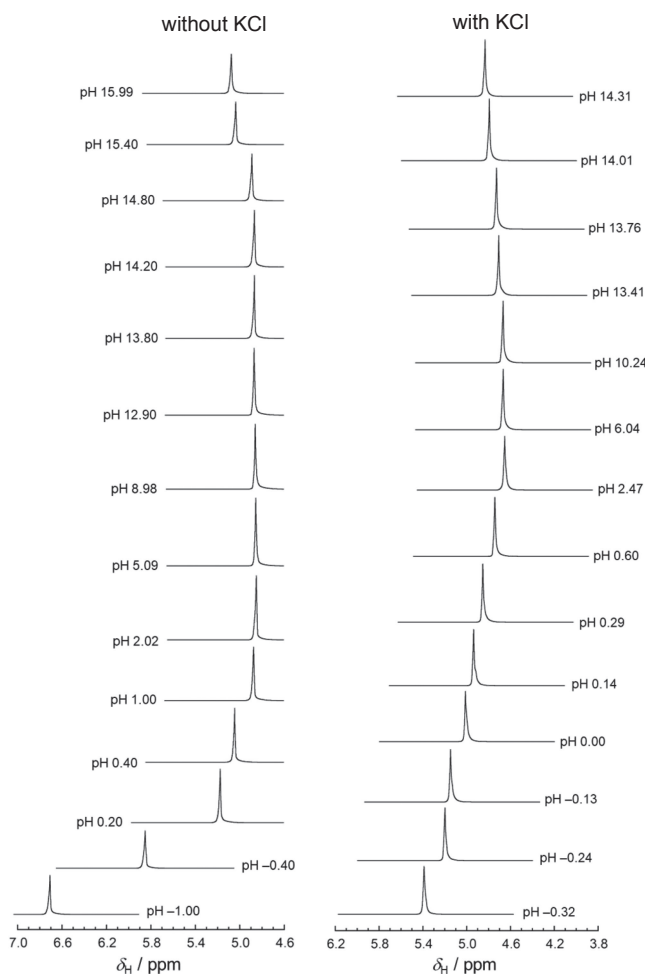 without KCl
pH 15.99
pH 15.40
pH 14.80
pH 14.20
pH 13.80
pH 12.90
pH 8.98
pH 5.09
pH 2.02
pH 1.00
pH 0.40
pH 0.20
pH –0.40
pH –1.00
7.0 6.6 6.2 5.8 5.4 5.0 4.6
δH / ppm
with KCl
pH 14.31
pH 14.01
pH 13.76
pH 13.41
pH 10.24
pH 6.04
pH 2.47
pH 0.60
pH 0.29
pH 0.14
pH 0.00
pH –0.13
pH –0.24
pH –0.32
6.2 5.8 5.4 5.0 4.6 4.2 3.8
δH / ppm